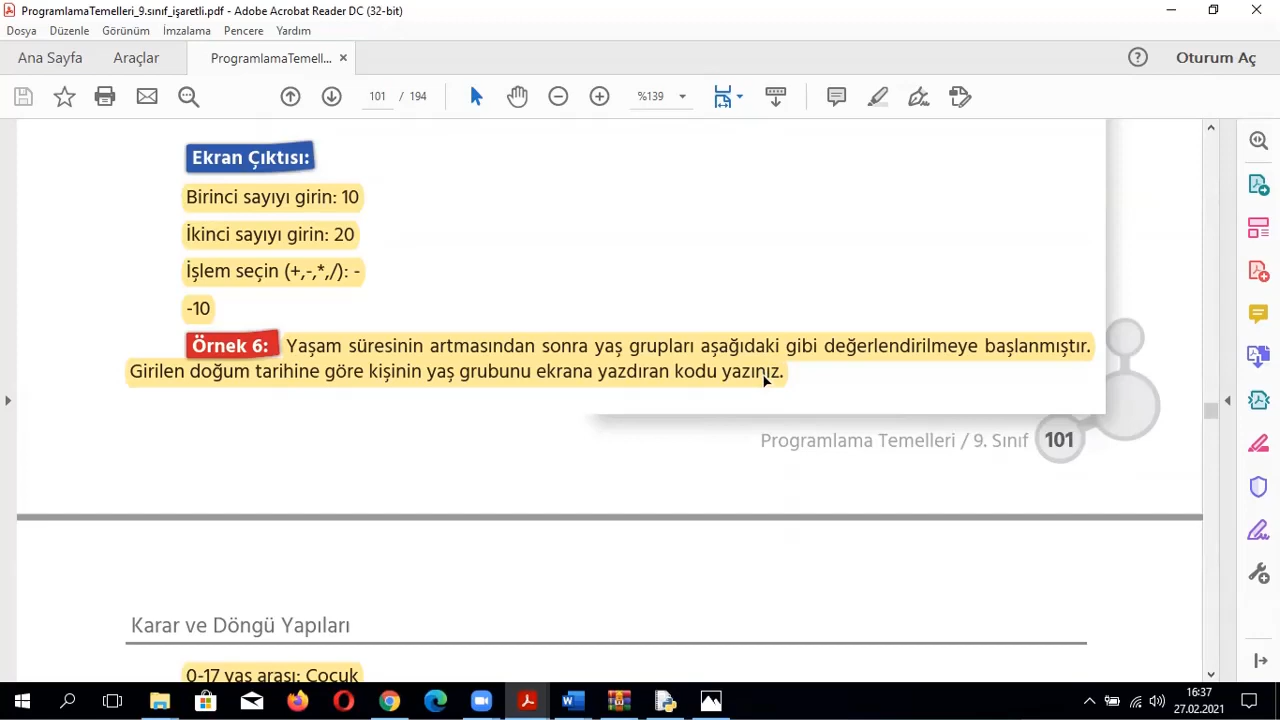 ProgramlamaTemelleri_9.sınıf_işaretli.pdf - Adobe Acrobat Reader DC (32-bit)
Dosya Düzenle Görünüm İmzalama Pencere Yardım
Ana Sayfa Araçlar ProgramlamaTemell... × Oturum Aç
101 / 194 %139
Ekran Çıktısı:
Birinci sayıyı girin: 10
İkinci sayıyı girin: 20
İşlem seçin (+,-,*,/): -
-10
Örnek 6: Yaşam süresinin artmasından sonra yaş grupları aşağıdaki gibi değerlendirilmeye başlanmıştır.
Girilen doğum tarihine göre kişinin yaş grubunu ekrana yazdıran kodu yazınız.
Programlama Temelleri / 9. Sınıf 101
Karar ve Döngü Yapıları
0-17 yaş arası: Çocuk
16:37
27.02.2021